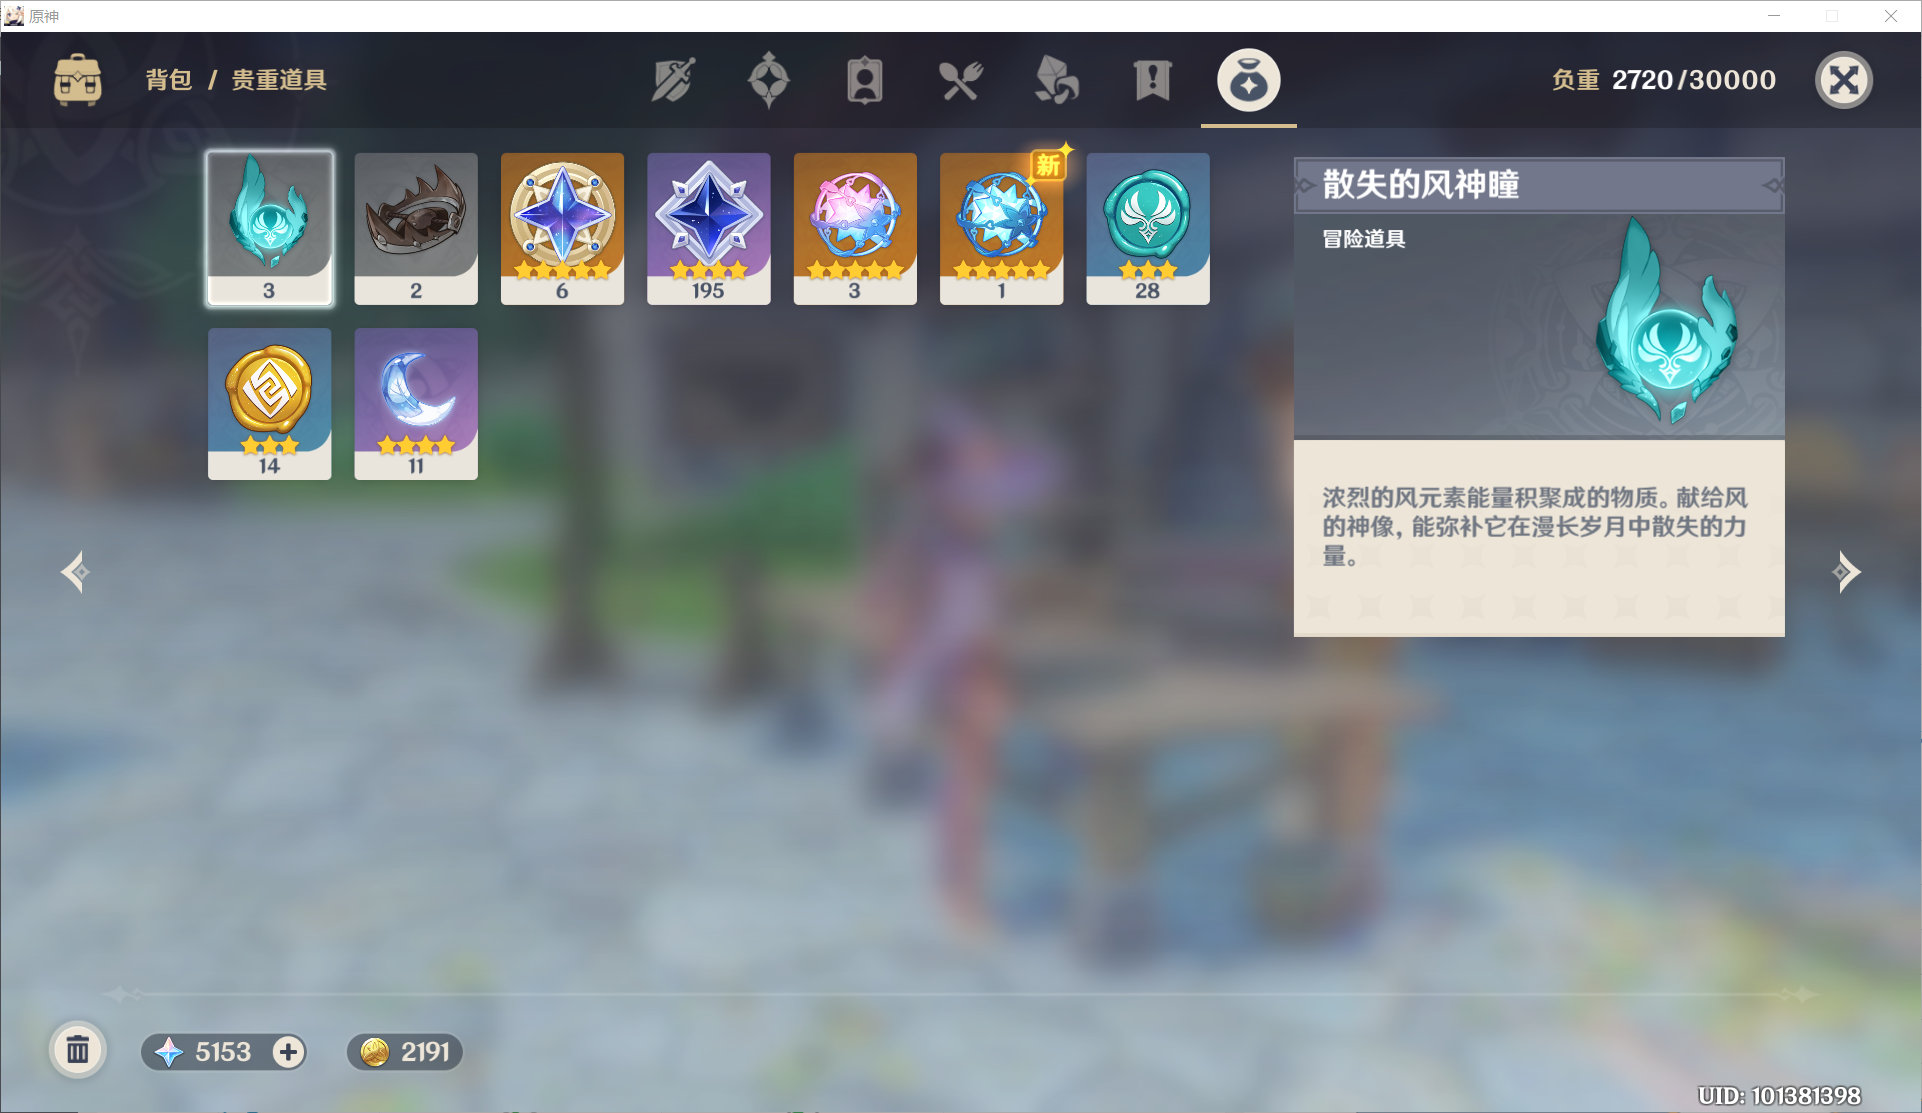 原神
背包 / 贵重道具
负重 2720/30000
新
3
2
6
195
3
1
28
14
11
散失的风神瞳
冒险道具
浓烈的风元素能量积聚成的物质。献给风
的神像，能弥补它在漫长岁月中散失的力
量。
5153
2191
UID: 101381398